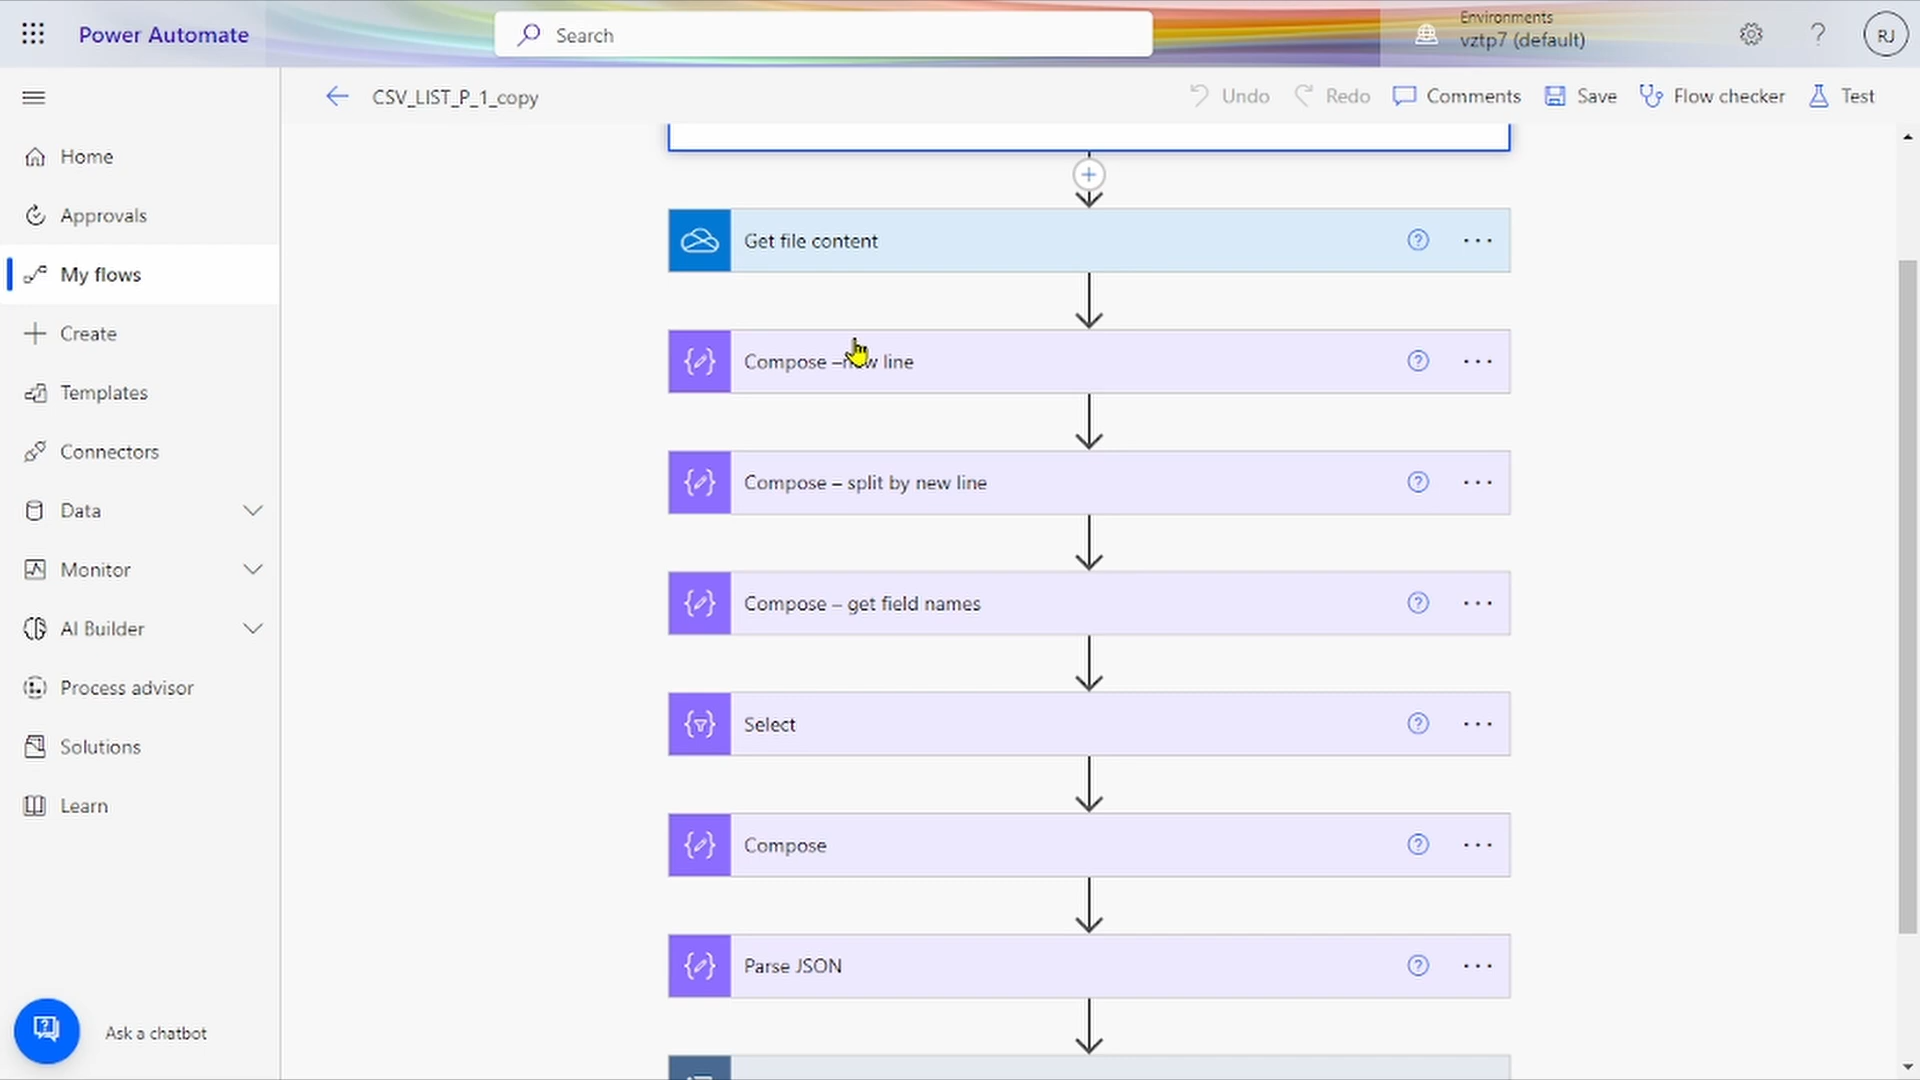 Power Automate
Search
Environments
vztp7 (default)
RJ
CSV_LIST_P_1_copy
Undo
Redo
Comments
Save
Flow checker
Test
Home
Approvals
My flows
Create
Templates
Connectors
Data
Monitor
AI Builder
Process advisor
Solutions
Learn
Ask a chatbot
Get file content
Compose –new line
Compose – split by new line
Compose – get field names
Select
Compose
Parse JSON